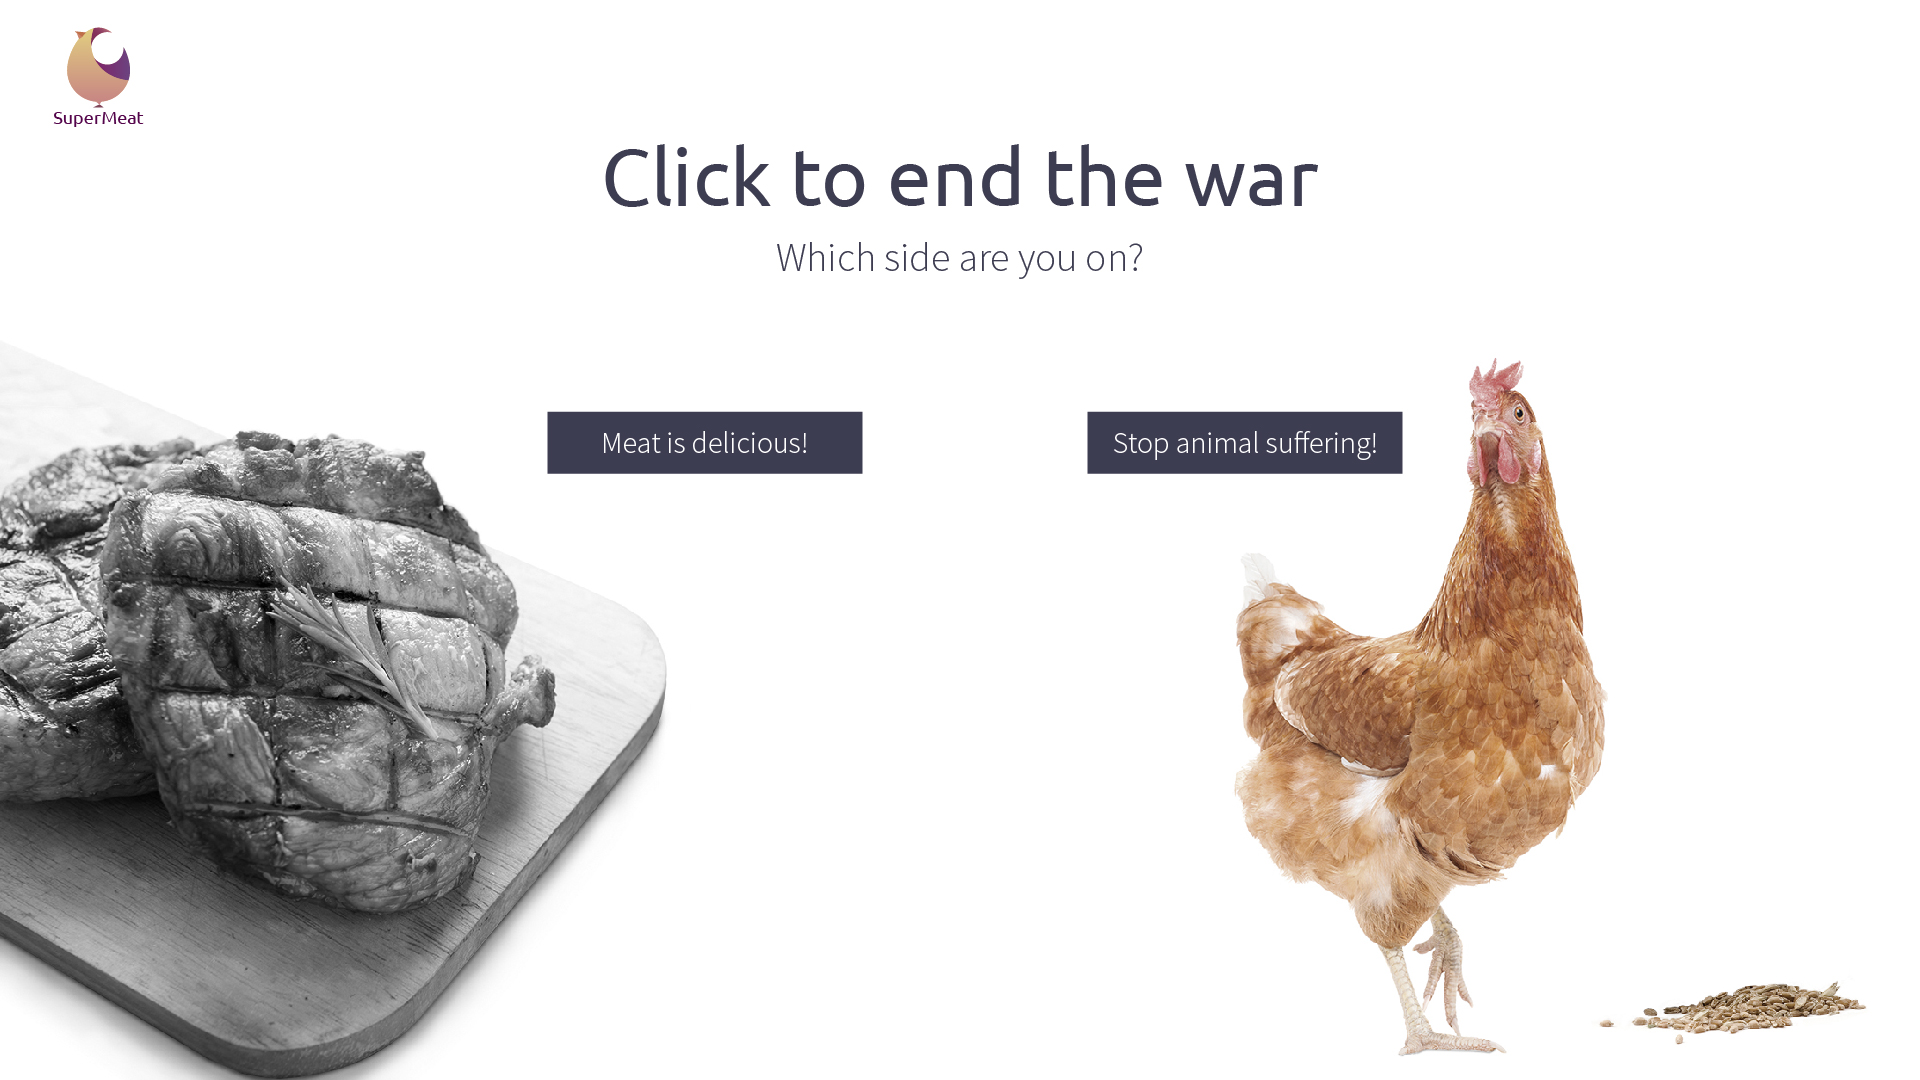 SuperMeat
Click to end the war
Which side are you on?
Meat is delicious!
Stop animal suffering!